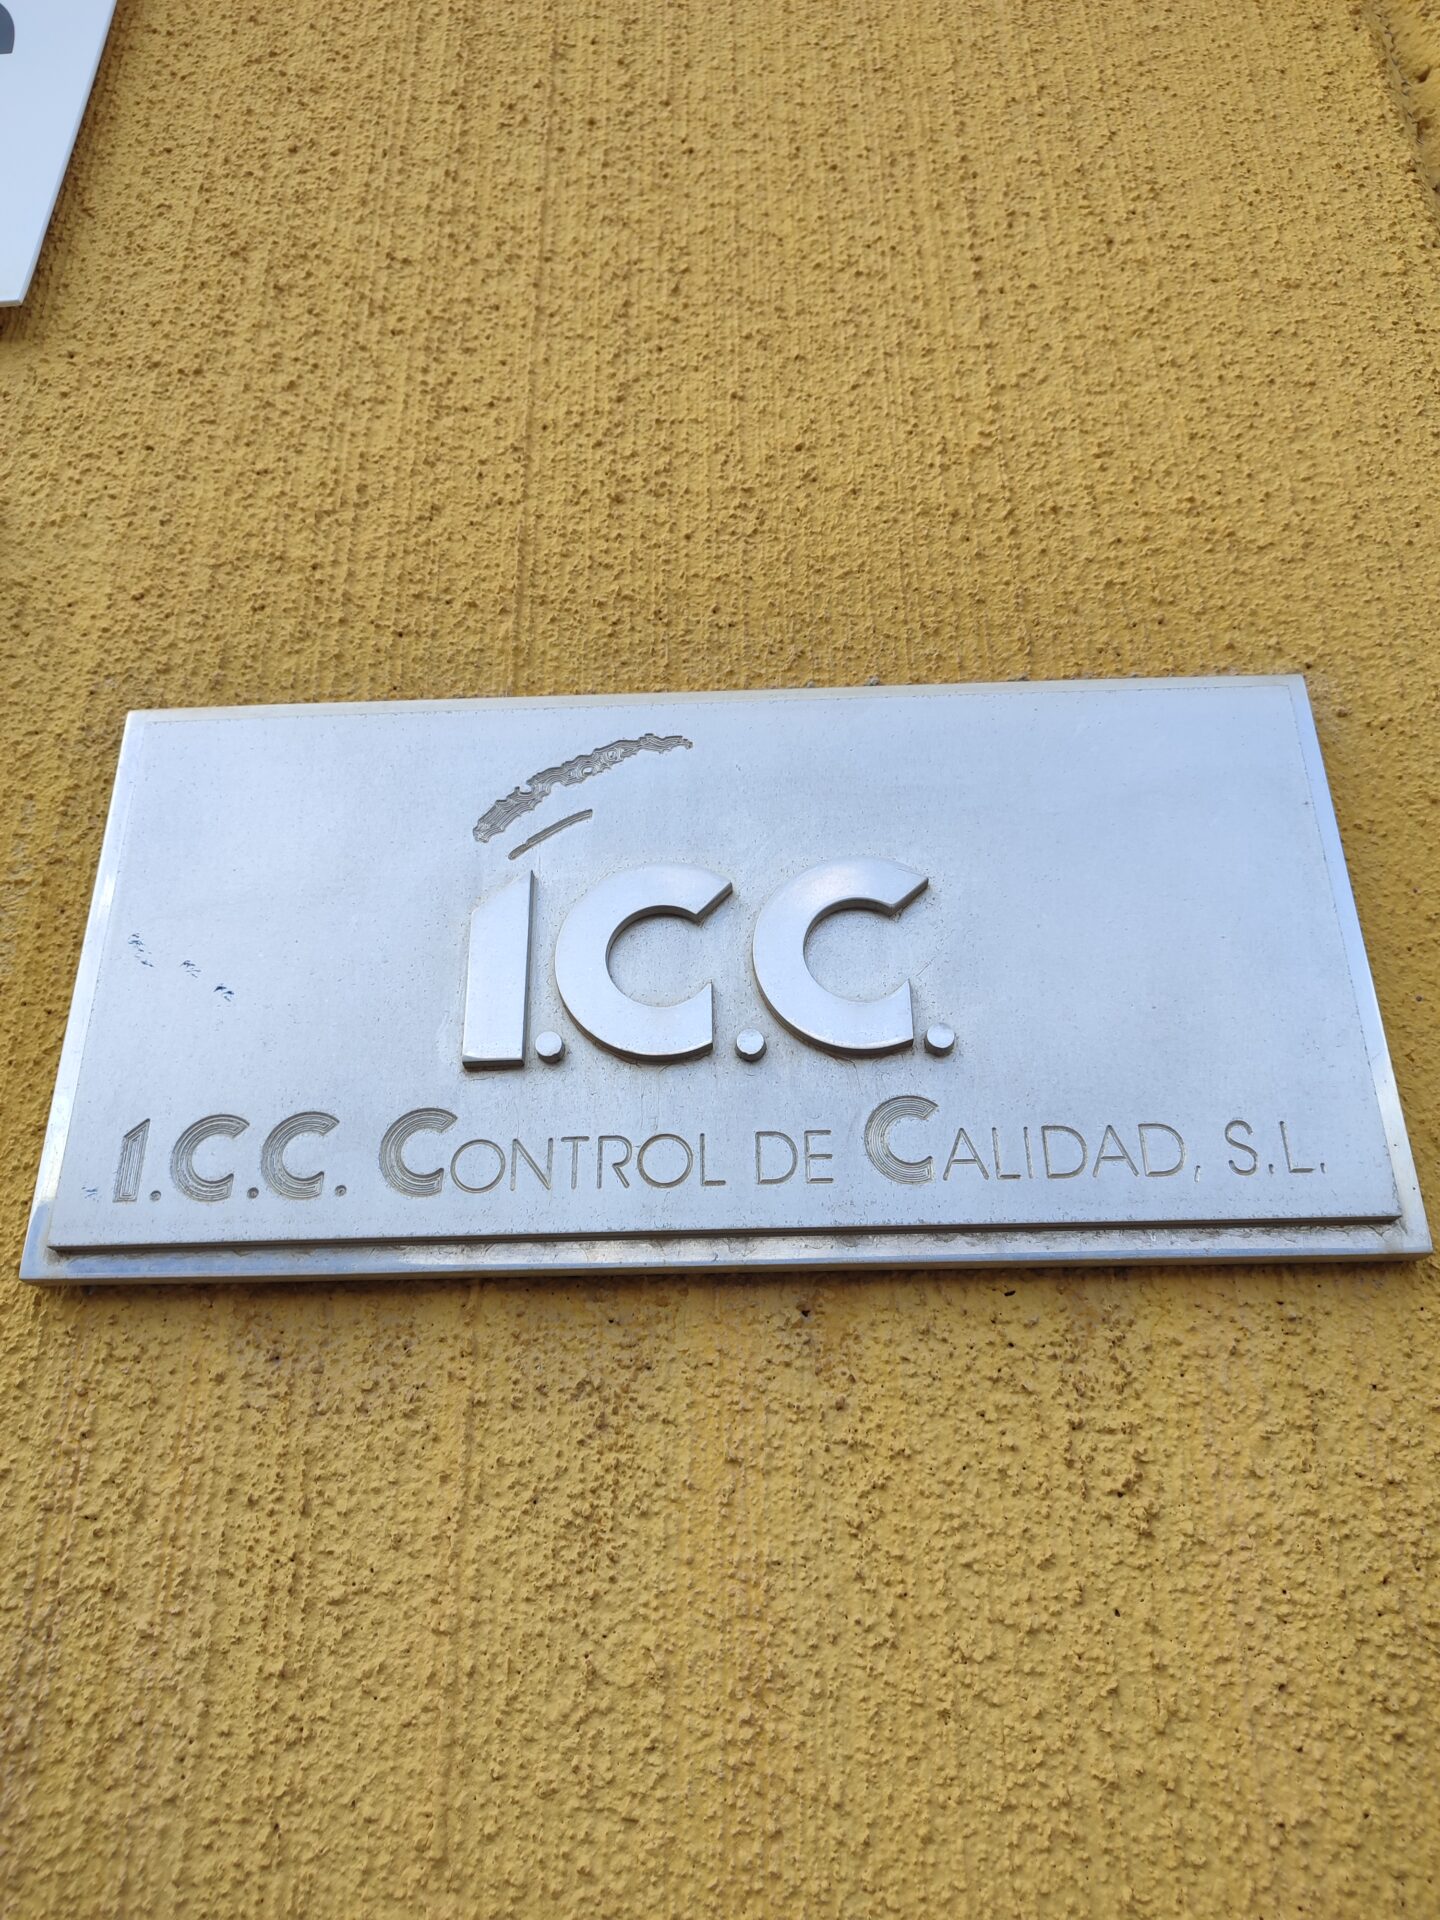 I.C.C.
I.C.C. CONTROL DE CALIDAD, S.L.